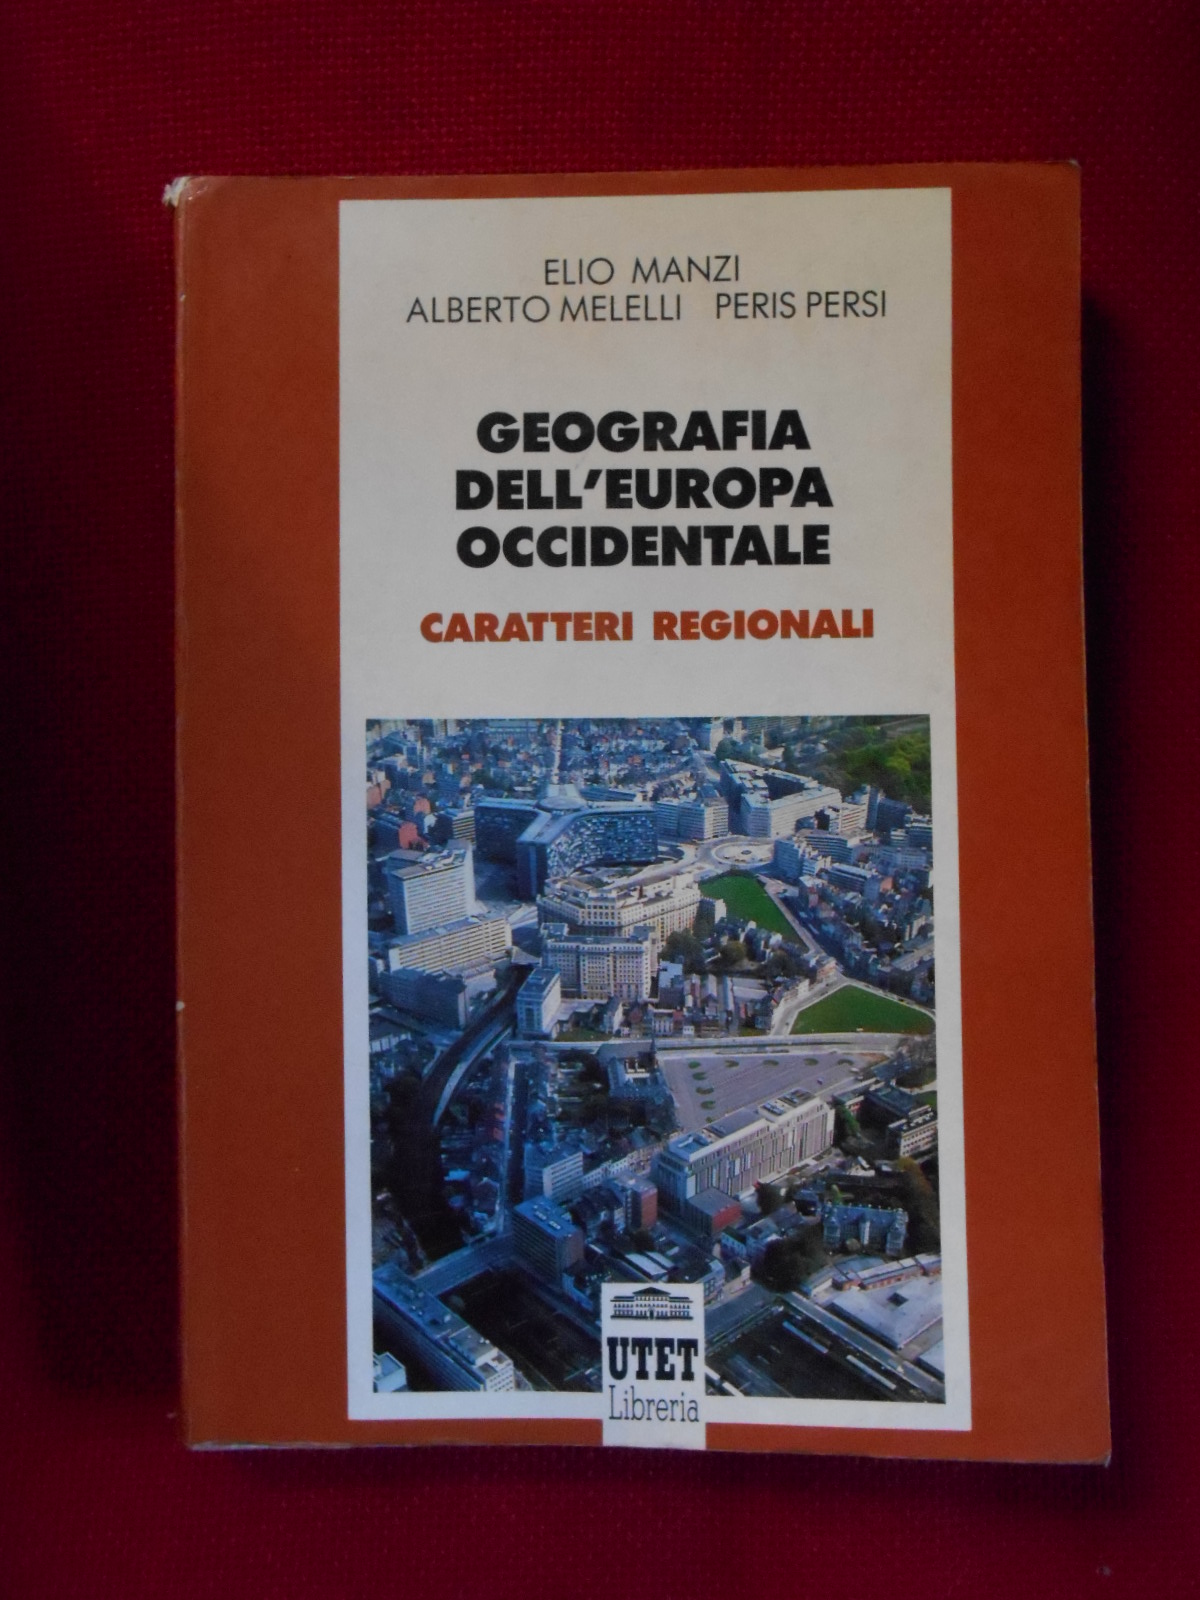 ELIO MANZI
ALBERTO MELELLI PERIS PERSI
GEOGRAFIA
DELL'EUROPA
OCCIDENTALE
CARATTERI REGIONALI
UTET
Libreria